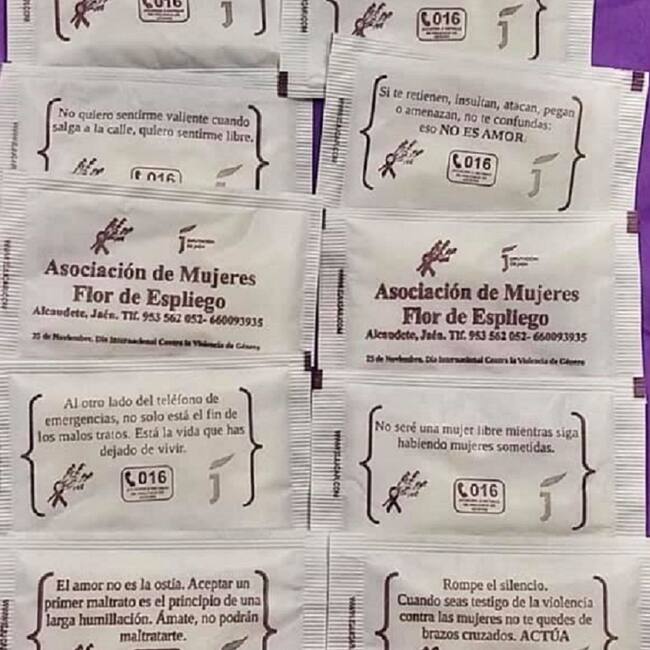 016
016
No quiero sentirme valiente cuando
salga a la calle, quiero sentirme libre.
016
Si te retienen, insultan, atacan, pegan
o amenazan, no te confundas:
eso NO ES AMOR.
016
Asociación de Mujeres
Flor de Espliego
Alcaudete, Jaén. Tlf. 953 562 052- 660093935
25 de Noviembre. Día Internacional Contra la Violencia de Género
Asociación de Mujeres
Flor de Espliego
Alcaudete, Jaén. Tlf. 953 562 052- 660093935
25 de Noviembre. Día Internacional Contra la Violencia de Género
Al otro lado del teléfono de
emergencias, no solo está el fin de
los malos tratos. Está la vida que has
dejado de vivir.
016
No seré una mujer libre mientras siga
habiendo mujeres sometidas.
016
El amor no es la ostia. Aceptar un
primer maltrato es el principio de una
larga humillación. Ámate, no podrán
maltratarte.
Rompe el silencio.
Cuando seas testigo de la violencia
contra las mujeres no te quedes de
brazos cruzados. ACTÚA